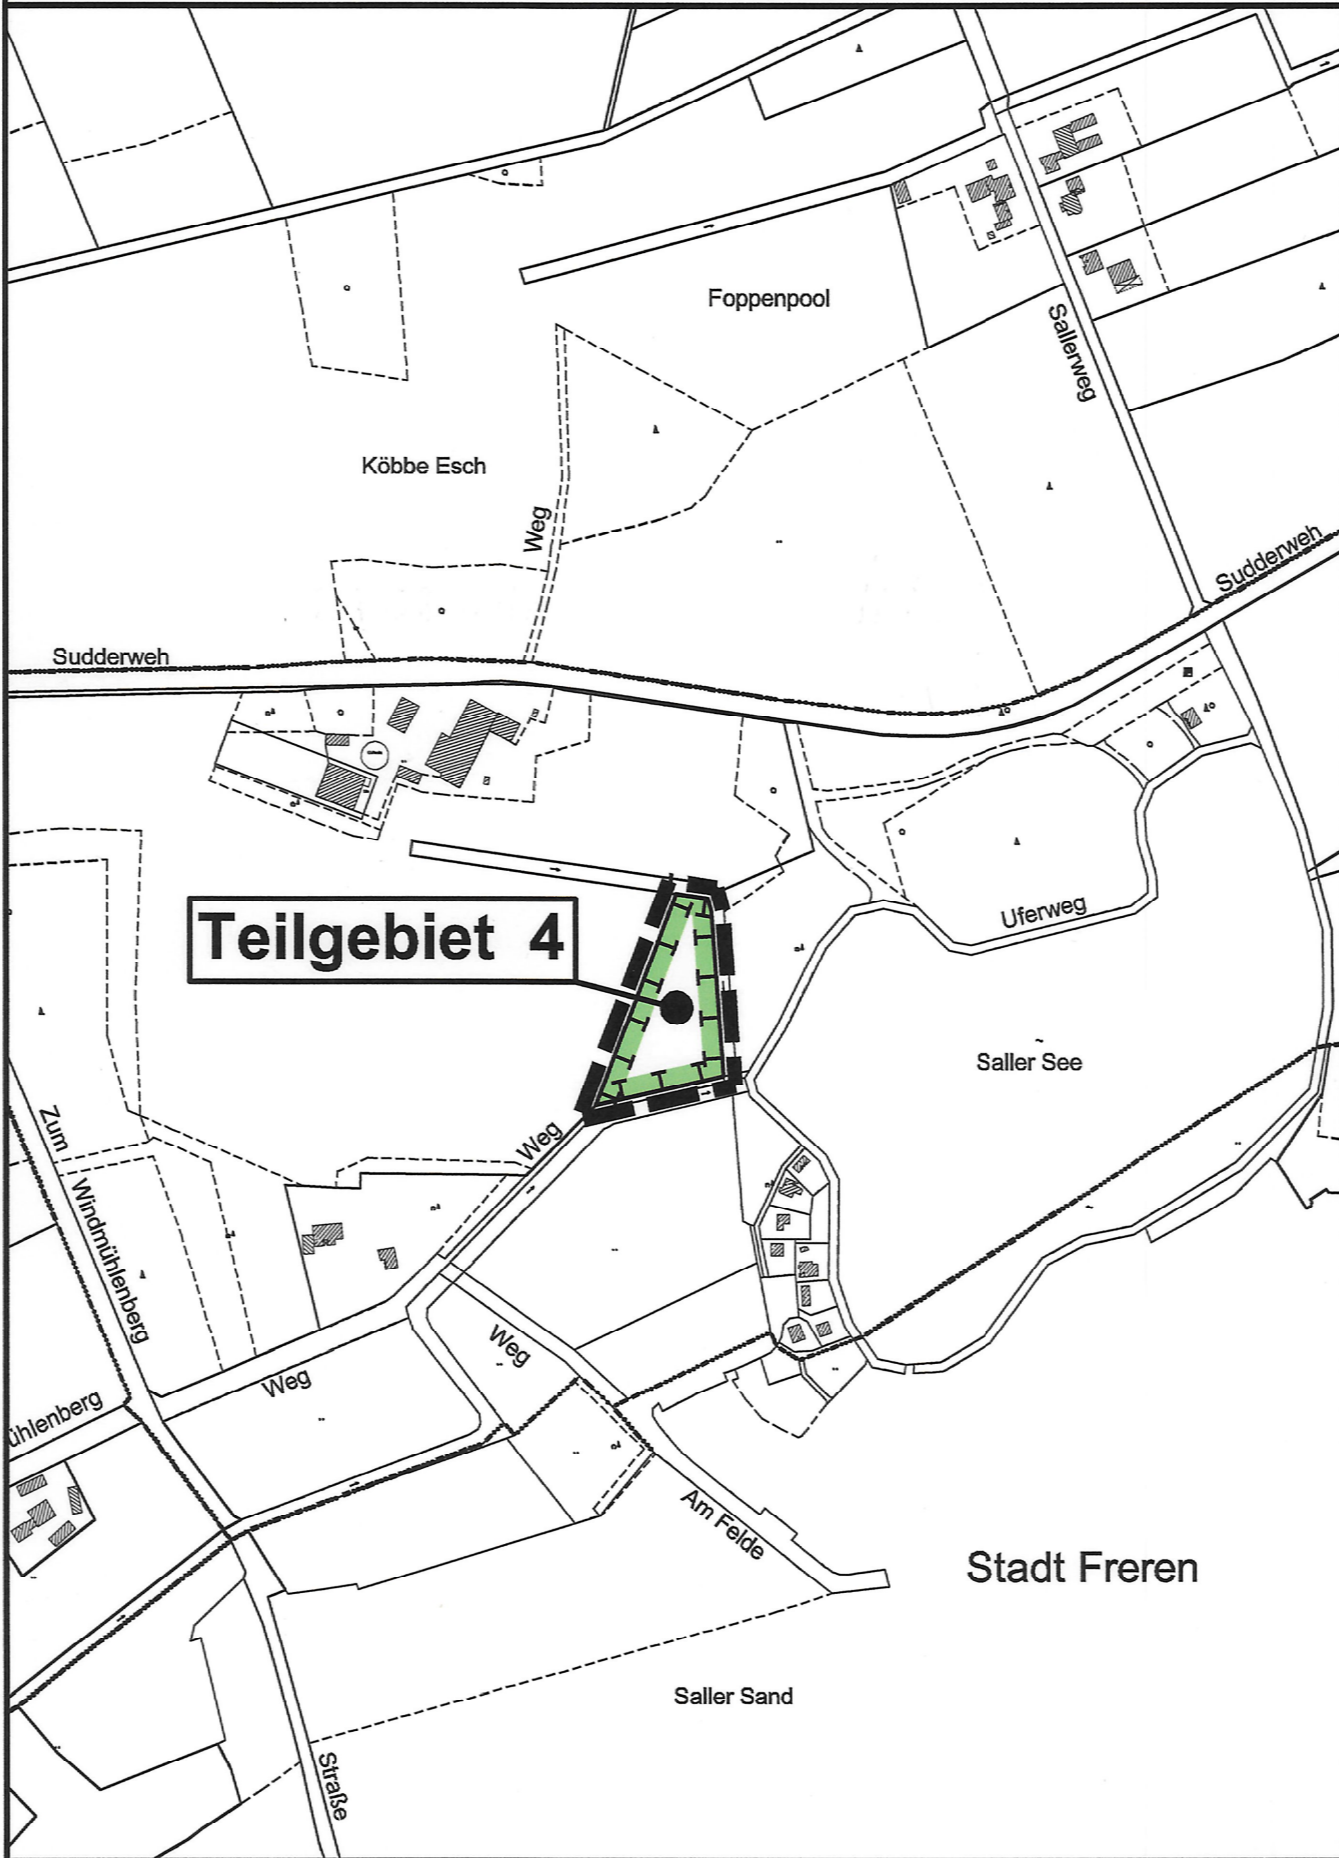 Foppenpool
Sallerweg
Köbbe Esch
Weg
Sudderweh
Sudderweh
Teilgebiet 4
Uferweg
Saller See
Zum Windmühlenberg
Weg
Weg
Weg
ühlenberg
Am Felde
Stadt Freren
Saller Sand
Straße